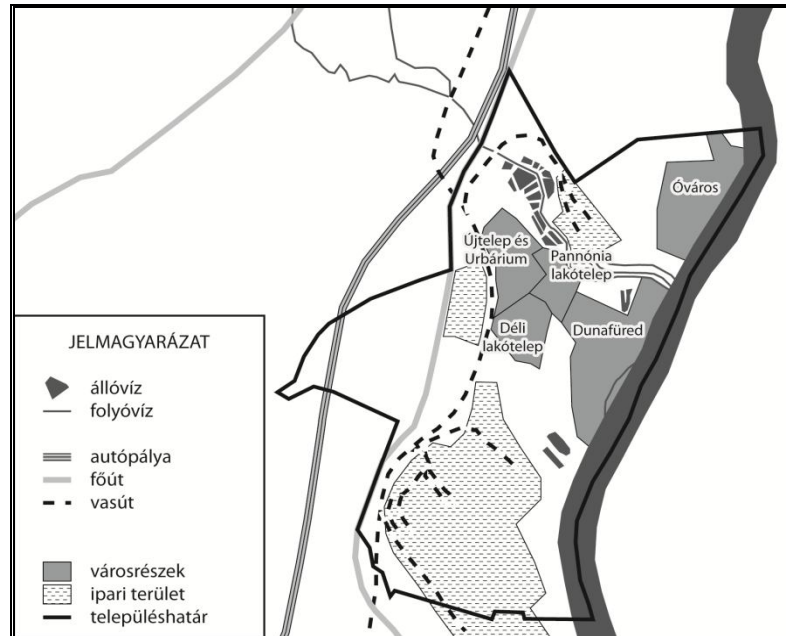 Óváros
Újtelep és
Urbárium
Pannónia
lakótelep
Déli
lakótelep
Dunafüred
JELMAGYARÁZAT
állóvíz
folyóvíz
autópálya
főút
vasút
városrészek
ipari terület
településhatár